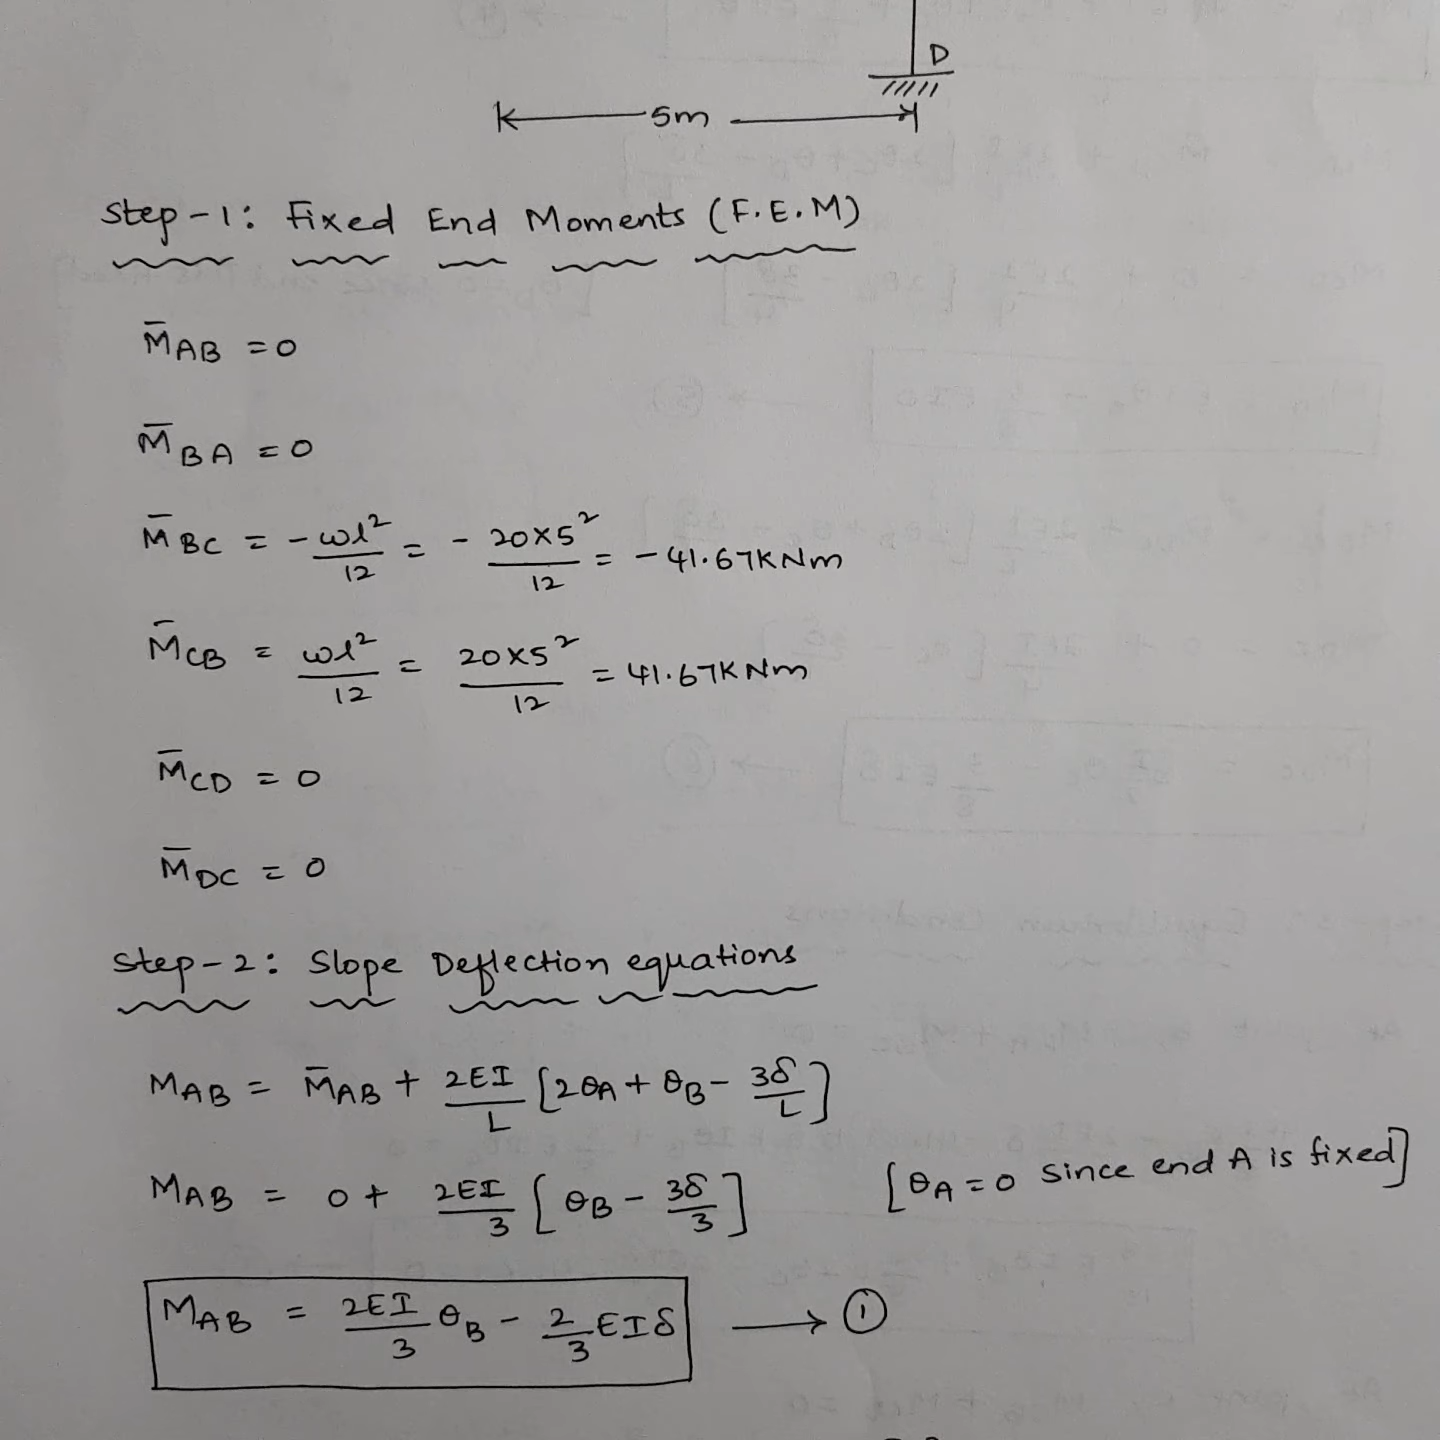 D
5m
Step-1: Fixed End Moments (F.E.M)
M̄AB = 0
M̄BA = 0
M̄BC = - wl²/12 = - 20×5²/12 = - 41.67KNm
M̄CB = wl²/12 = 20×5²/12 = 41.67KNm
M̄CD = 0
M̄DC = 0
Step-2: Slope Deflection equations
MAB = M̄AB + 2EI/L [2θA + θB - 3δ/L]
MAB = 0 + 2EI/3 [θB - 3δ/3] [θA = 0 since end A is fixed]
MAB = 2EI/3 θB - 2/3 EIδ → ①